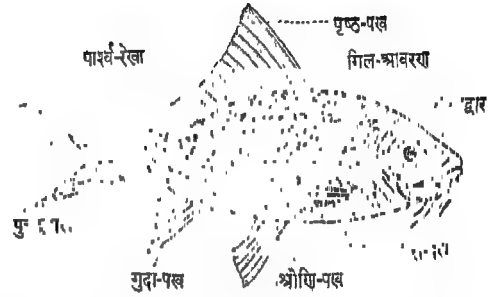 पृष्ठ-पख
पार्श्व-रेखा
गिल-आवरण
द्वार
गुदा-पख
श्रोणि-पख